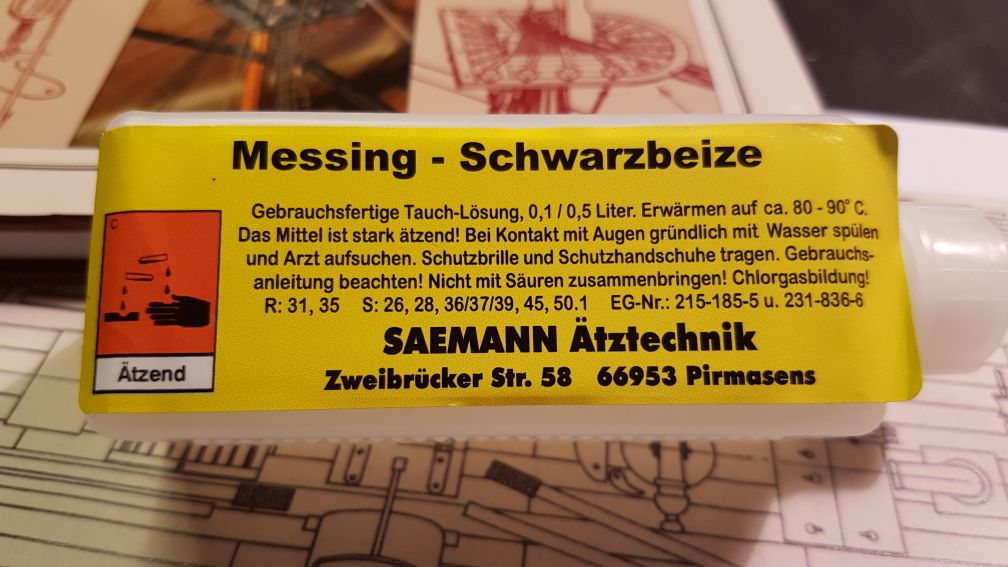 Messing - Schwarzbeize
Gebrauchsfertige Tauch-Lösung, 0,1 / 0,5 Liter. Erwärmen auf ca. 80 - 90° C.
Das Mittel ist stark ätzend! Bei Kontakt mit Augen gründlich mit Wasser spülen
und Arzt aufsuchen. Schutzbrille und Schutzhandschuhe tragen. Gebrauchs-
anleitung beachten! Nicht mit Säuren zusammenbringen! Chlorgasbildung!
R: 31, 35 S: 26, 28, 36/37/39, 45, 50.1 EG-Nr.: 215-185-5 u. 231-836-6
SAEMANN Ätztechnik
Zweibrücker Str. 58 66953 Pirmasens
C
Ätzend